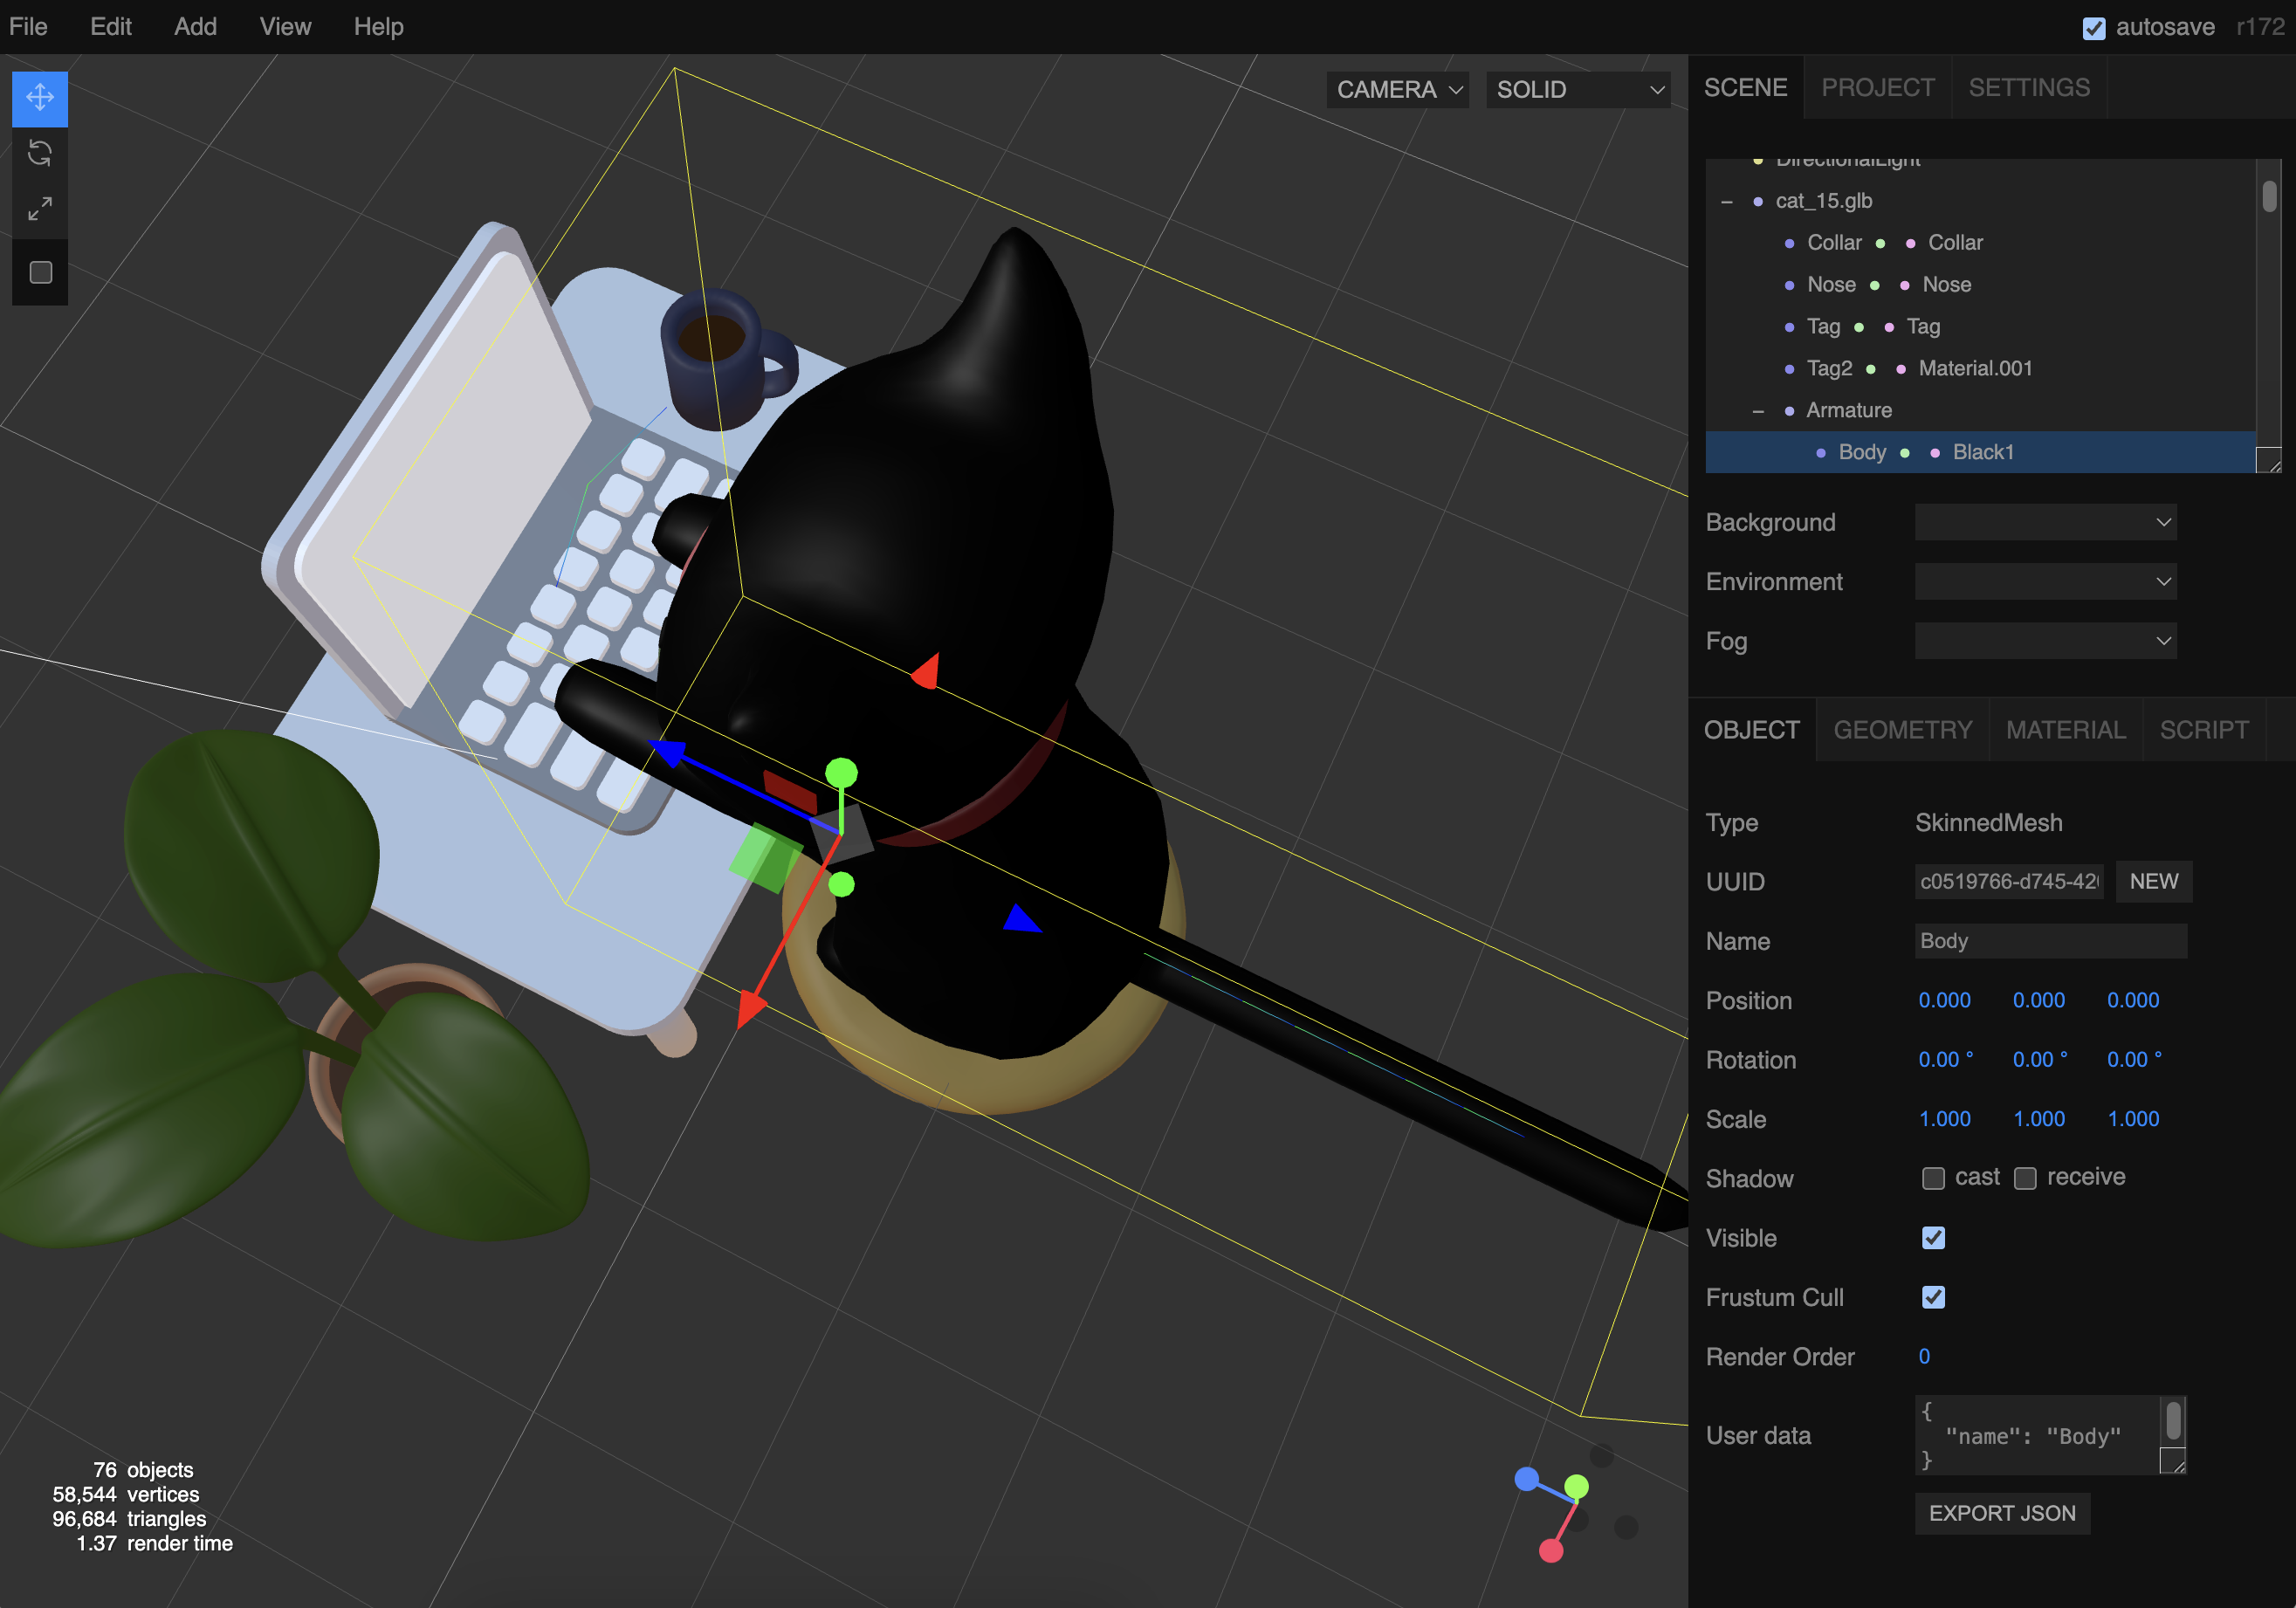 File Edit Add View Help autosave r172
CAMERA SOLID
SCENE PROJECT SETTINGS
DirectionalLight
– cat_15.glb
Collar Collar
Nose Nose
Tag Tag
Tag2 Material.001
– Armature
Body Black1
Background
Environment
Fog
OBJECT GEOMETRY MATERIAL SCRIPT
Type SkinnedMesh
UUID c0519766-d745-42 NEW
Name Body
Position 0.000 0.000 0.000
Rotation 0.00 ° 0.00 ° 0.00 °
Scale 1.000 1.000 1.000
Shadow cast receive
Visible
Frustum Cull
Render Order 0
User data
{
"name": "Body"
}
EXPORT JSON
76 objects
58,544 vertices
96,684 triangles
1.37 render time